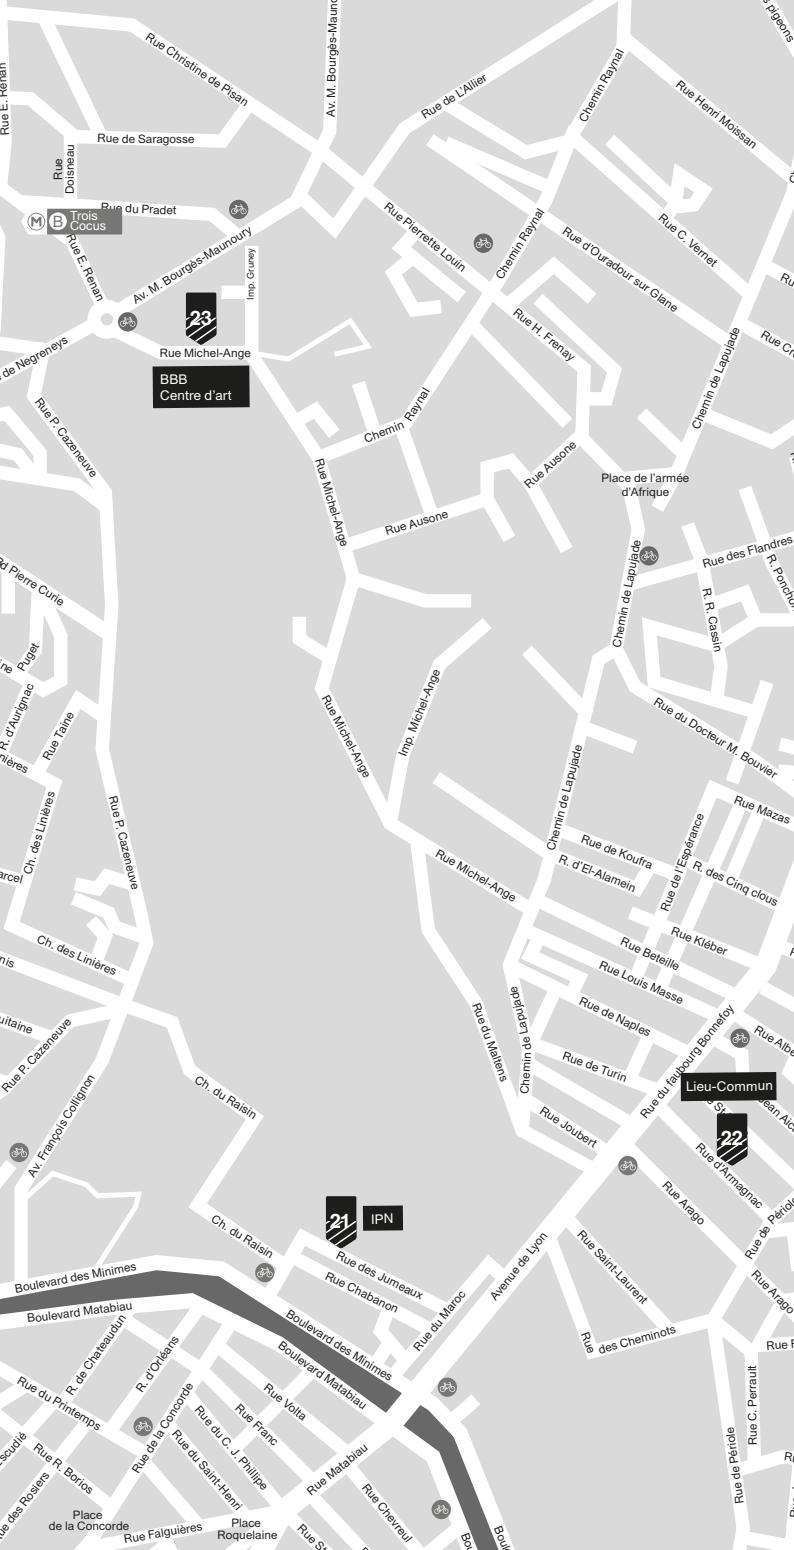 s pigeons
Rue E. Renan
Rue Christine de Pisan
Av. M. Bourgès-Maunoury
Rue de L'Allier
Chemin Raynal
Rue Henri Moissan
Rue de Saragosse
Rue
Doisneau
Rue du Pradet
M B Trois
Cocus
Rue E. Renan
Av. M. Bourgès-Maunoury
Imp. Gruney
Rue Pierrette Louin
Chemin Raynal
Rue C. Vernet
Rue d'Ouradour sur Glane
23
Rue Michel-Ange
BBB
Centre d'art
de Negreneys
Rue H. Frenay
Chemin de Lapujade
Rue P. Cazeneuve
Chemin Raynal
Rue Michel-Ange
Rue Ausone
Rue Ausone
Place de l'armée
d'Afrique
Rue des Flandres
Chemin de Lapujade
R. R. Cassin
d Pierre Curie
Puget
R. d'Aurignac
Rue Taine
nières
Rue Michel-Ange
Imp. Michel-Ange
Rue du Docteur M. Bouvier
Chemin de Lapujade
Rue Mazas
Ch. des Linières
Rue P. Cazeneuve
arcel
Rue Michel-Ange
Rue de Koufra
R. d'El-Alamein
Rue de l'Espérance
R. des Cinq clous
Ch. des Linières
nis
Rue Kléber
Rue Beteille
Rue Louis Masse
Rue de Naples
uitaine
Rue P. Cazeneuve
Rue du Maltens
Chemin de Lapujade
Rue du faubourg Bonnefoy
Rue de Turin
Lieu-Commun
Ch. du Raisin
Av. François Collignon
Rue Joubert
22
Rue d'Armagnac
Rue Arago
21
IPN
Ch. du Raisin
Rue des Jumeaux
Rue Chabanon
Rue du Maroc
Avenue de Lyon
Rue Saint-Laurent
Rue de Périole
Rue Arago
Boulevard des Minimes
Boulevard Matabiau
Boulevard des Minimes
Boulevard Matabiau
Rue
des Cheminots
R. de Chateaudun
R. d'Orléans
Rue du Printemps
Rue de la Concorde
Rue Volta
Rue Franc
Rue du C. J. Phillipe
Rue du Saint-Henri
Rue C. Perrault
Rue de Périole
Rue R. Borios
ue des Rosiers
Rue Matabiau
Rue Chevreul
Place
de la Concorde
Rue Falguières
Place
Roquelaine